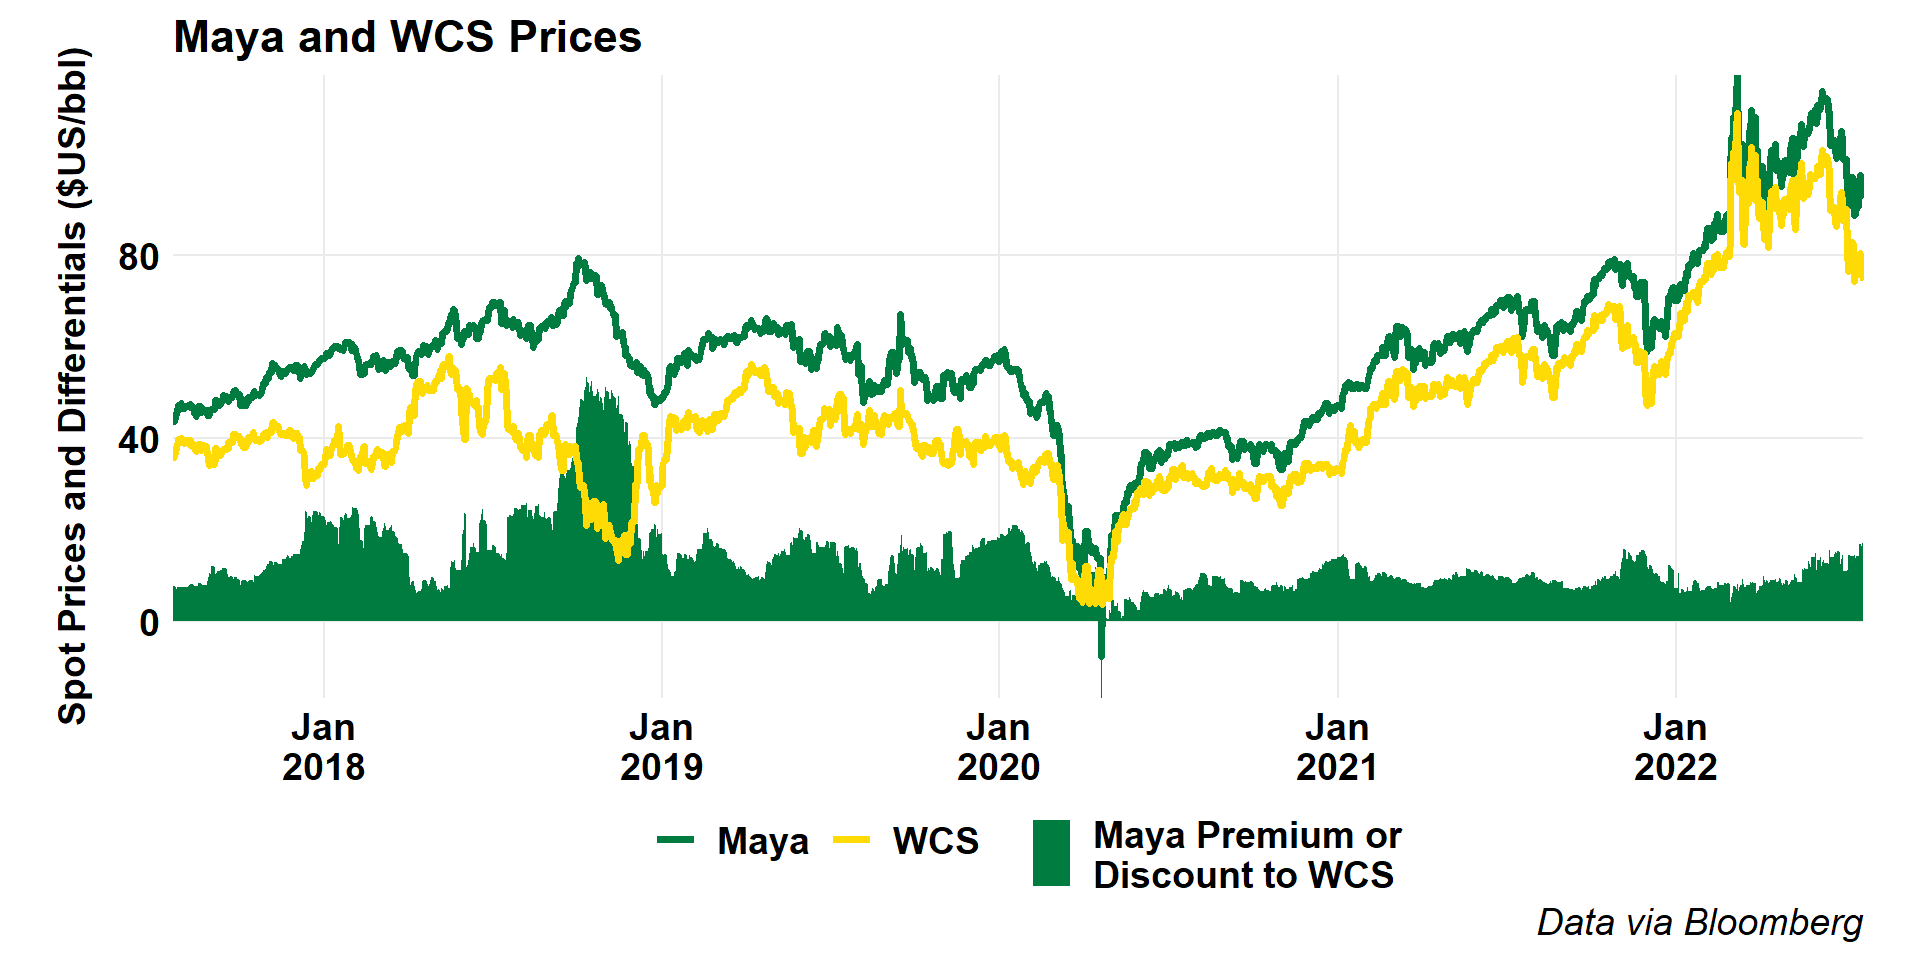 Maya and WCS Prices
Spot Prices and Differentials ($US/bbl)
80
40
0
Jan
2018
Jan
2019
Jan
2020
Jan
2021
Jan
2022
Maya
WCS
Maya Premium or
Discount to WCS
Data via Bloomberg